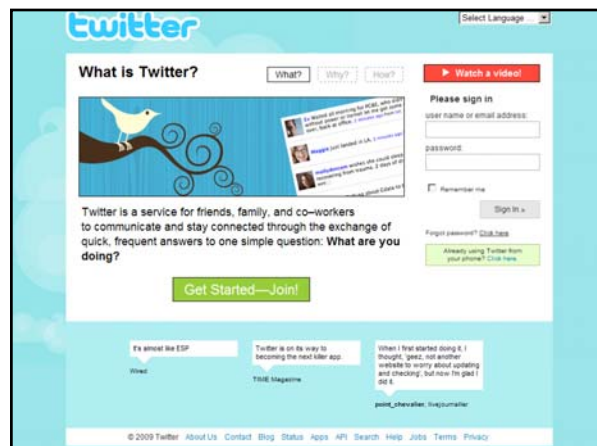 twitter
Select Language ...
What is Twitter?
What?
Why?
How?
Watch a video!
Please sign in
user name or email address:
password:
Remember me
Sign In »
Forgot password? Click here.
Already using Twitter from
your phone? Click here.
Maggie just landed in LA.
Twitter is a service for friends, family, and co–workers
to communicate and stay connected through the exchange of
quick, frequent answers to one simple question: What are you
doing?
Get Started—Join!
It's almost like ESP
Wired
Twitter is on its way to
becoming the next killer app
TIME Magazine
When I first started doing it, I
thought, 'geez, not another
website to worry about updating
and checking', but now I'm glad I
did it.
point_chevalier, livejournaller
© 2009 Twitter About Us Contact Blog Status Apps API Search Help Jobs Terms Privacy